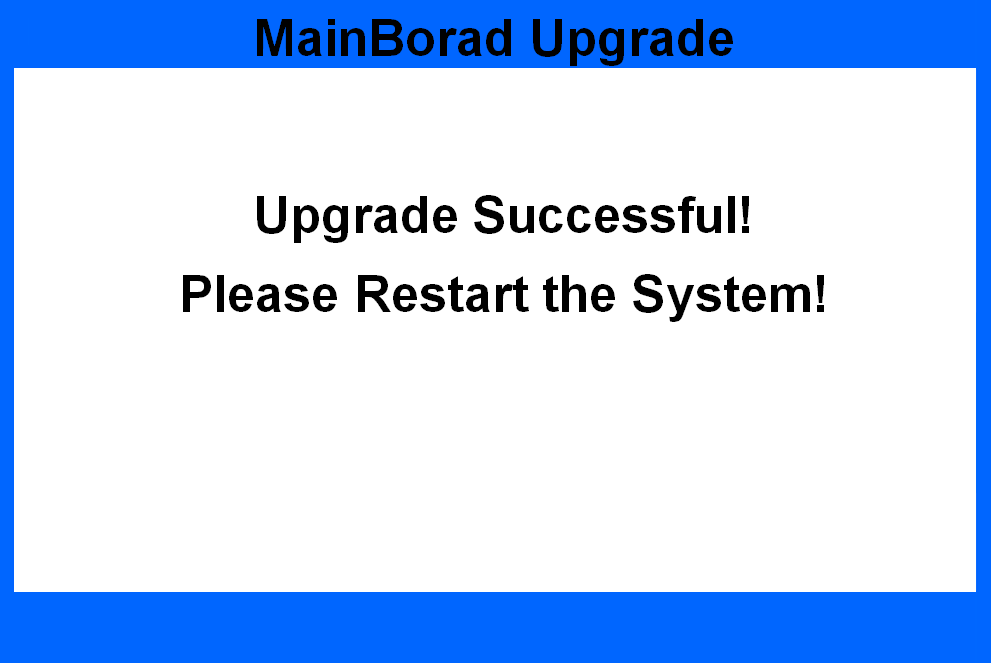 MainBorad Upgrade
Upgrade Successful!
Please Restart the System!